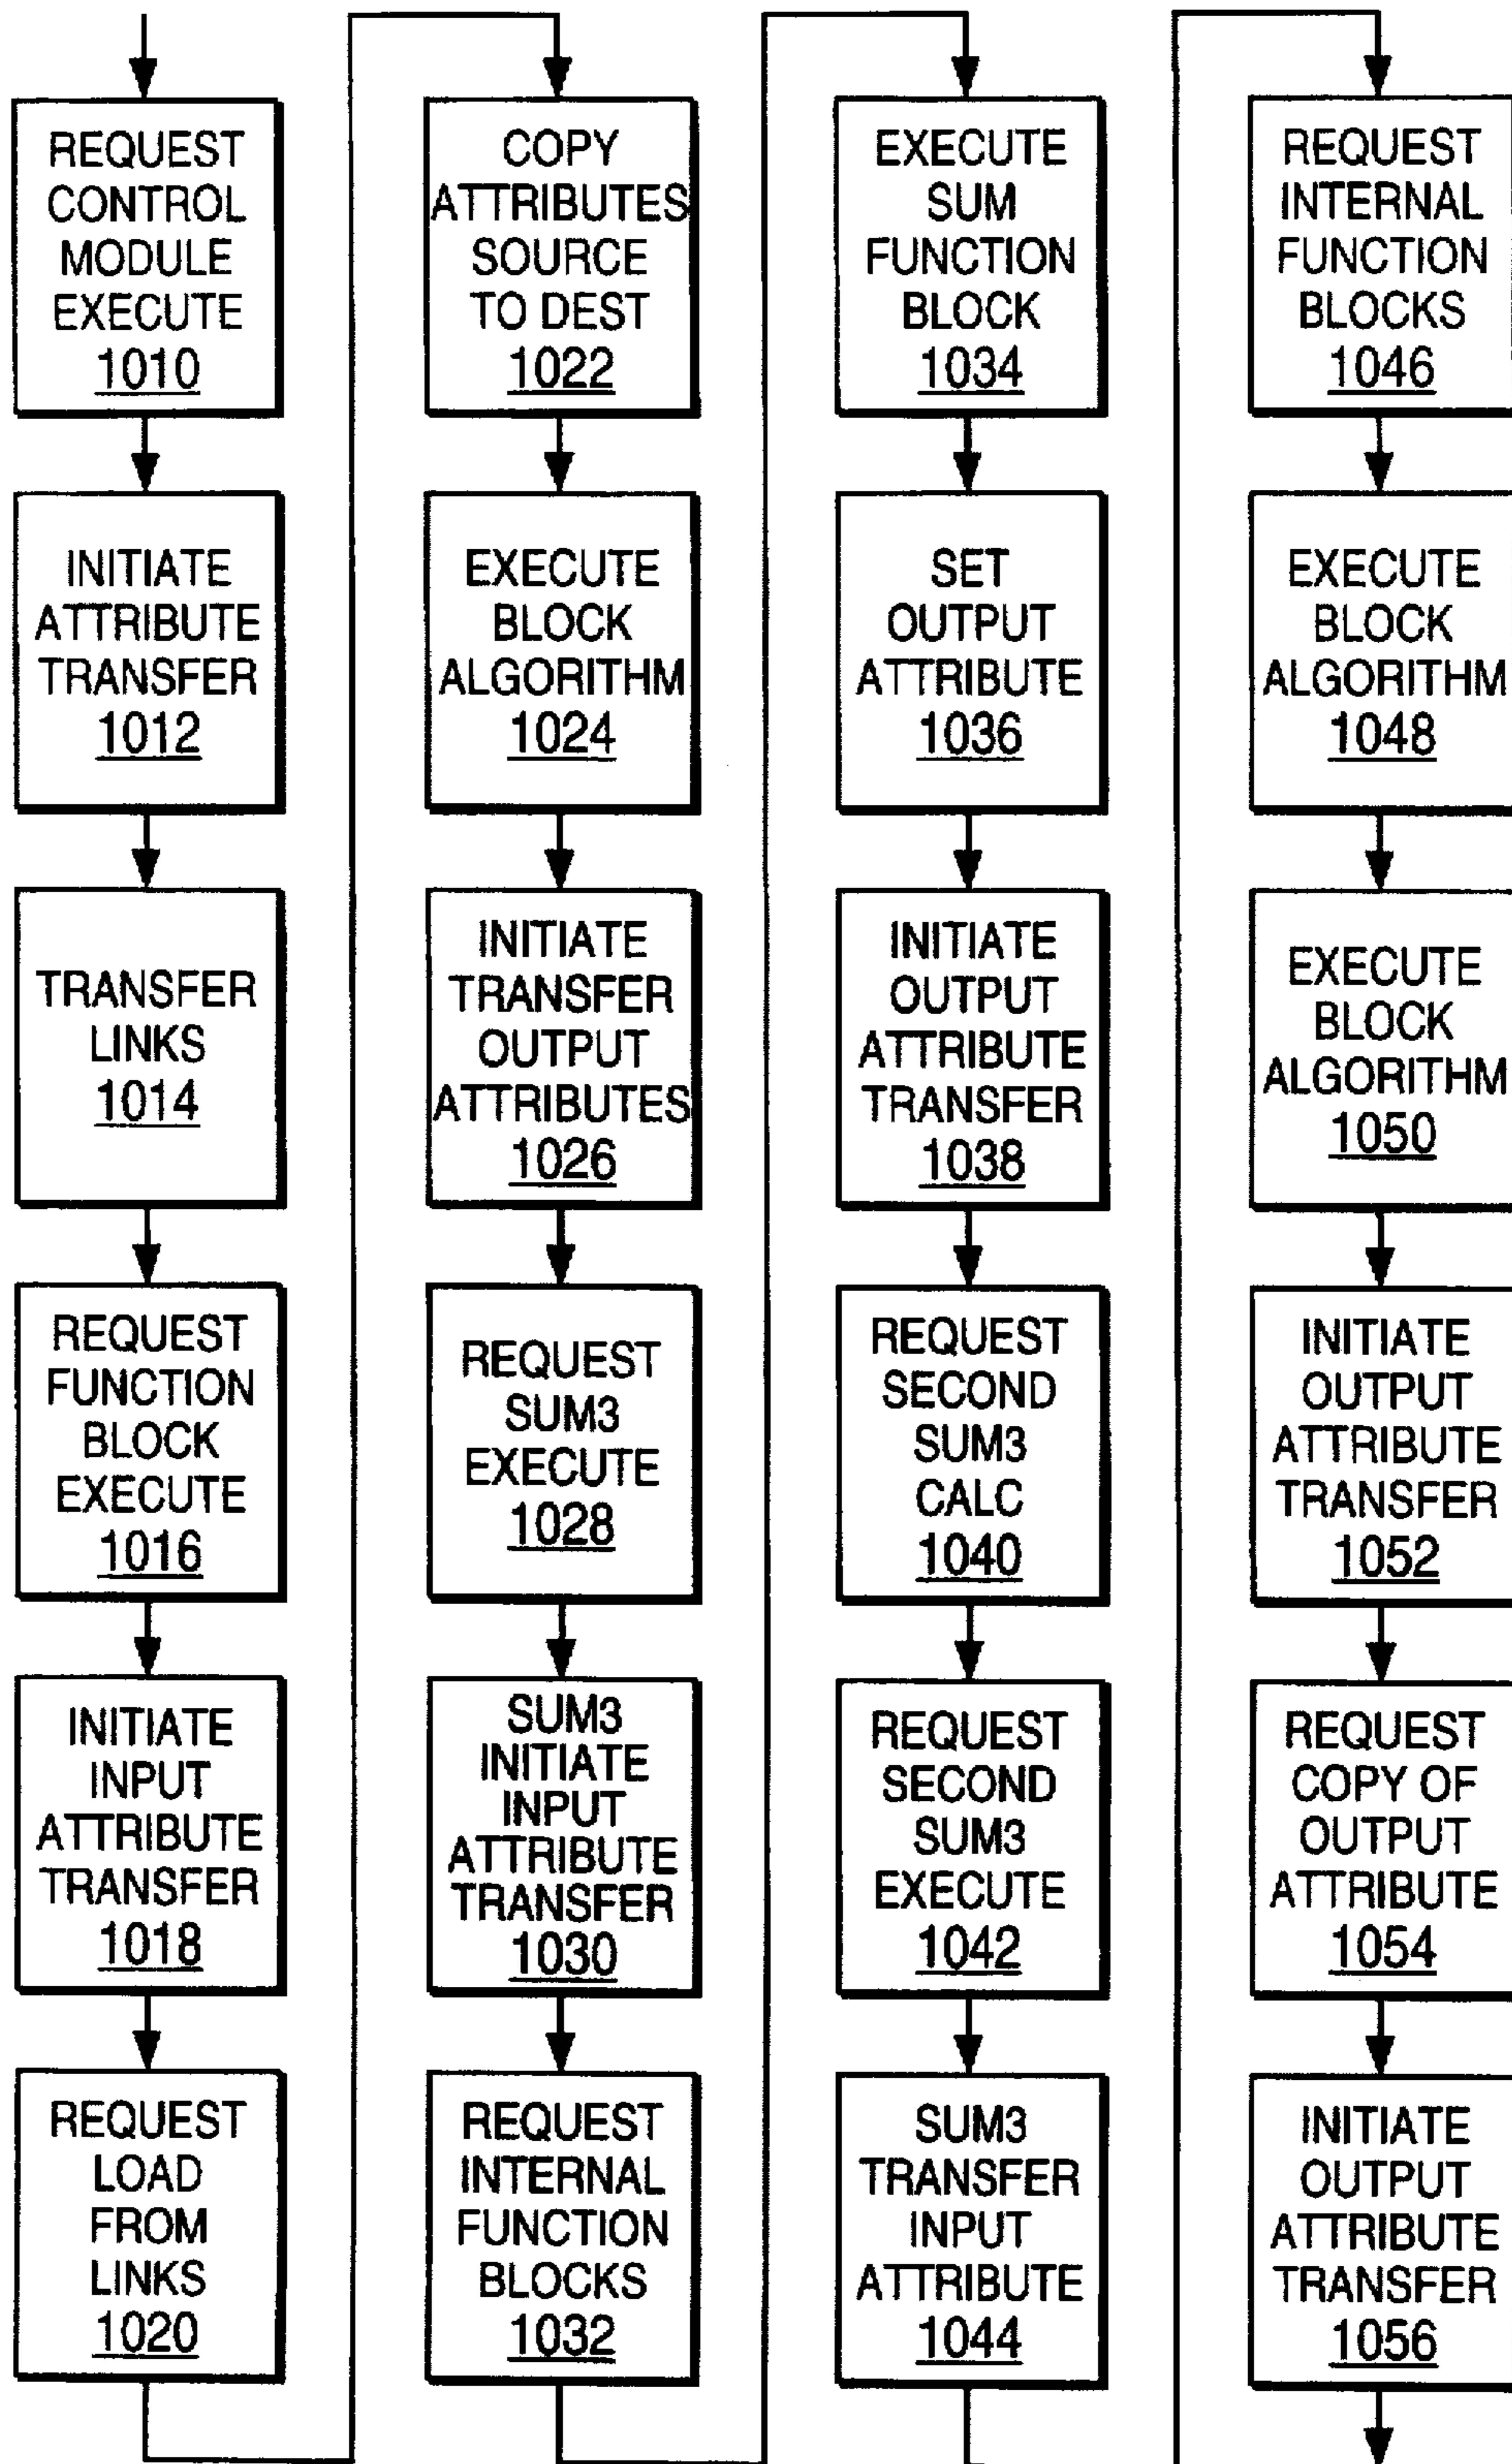 REQUEST
CONTROL
MODULE
EXECUTE
1010
INITIATE
ATTRIBUTE
TRANSFER
1012
TRANSFER
LINKS
1014
REQUEST
FUNCTION
BLOCK
EXECUTE
1016
INITIATE
INPUT
ATTRIBUTE
TRANSFER
1018
REQUEST
LOAD
FROM
LINKS
1020
COPY
ATTRIBUTES
SOURCE
TO DEST
1022
EXECUTE
BLOCK
ALGORITHM
1024
INITIATE
TRANSFER
OUTPUT
ATTRIBUTES
1026
REQUEST
SUM3
EXECUTE
1028
SUM3
INITIATE
INPUT
ATTRIBUTE
TRANSFER
1030
REQUEST
INTERNAL
FUNCTION
BLOCKS
1032
EXECUTE
SUM
FUNCTION
BLOCK
1034
SET
OUTPUT
ATTRIBUTE
1036
INITIATE
OUTPUT
ATTRIBUTE
TRANSFER
1038
REQUEST
SECOND
SUM3
CALC
1040
REQUEST
SECOND
SUM3
EXECUTE
1042
SUM3
TRANSFER
INPUT
ATTRIBUTE
1044
REQUEST
INTERNAL
FUNCTION
BLOCKS
1046
EXECUTE
BLOCK
ALGORITHM
1048
EXECUTE
BLOCK
ALGORITHM
1050
INITIATE
OUTPUT
ATTRIBUTE
TRANSFER
1052
REQUEST
COPY OF
OUTPUT
ATTRIBUTE
1054
INITIATE
OUTPUT
ATTRIBUTE
TRANSFER
1056